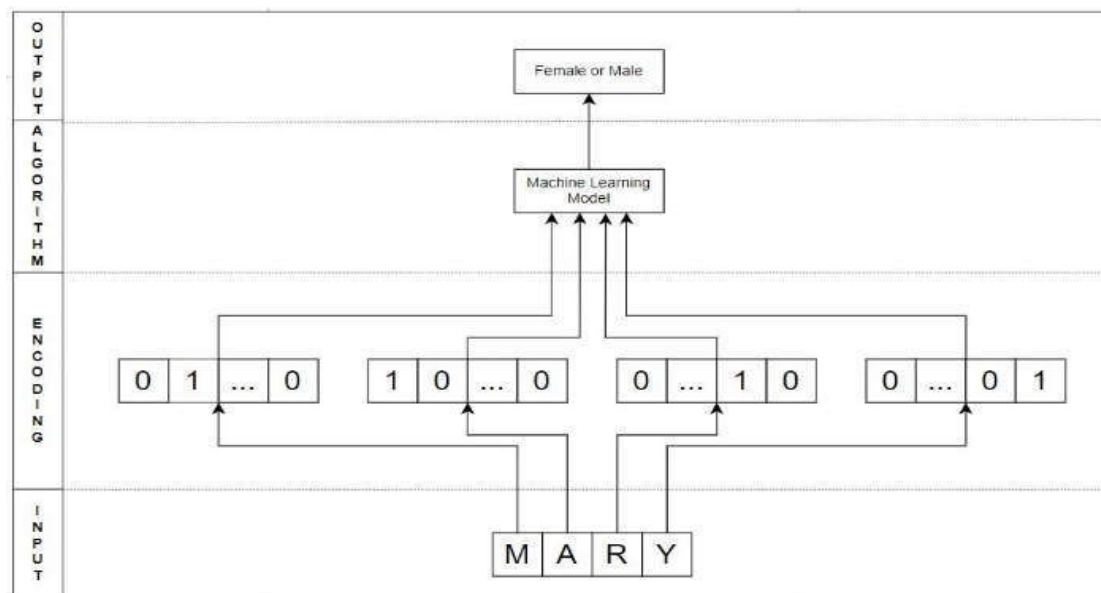 OUTPUT
Female or Male
ALGORITHM
Machine Learning
Model
ENCODING
0 1 ... 0
1 0 ... 0
0 ... 1 0
0 ... 0 1
INPUT
M A R Y